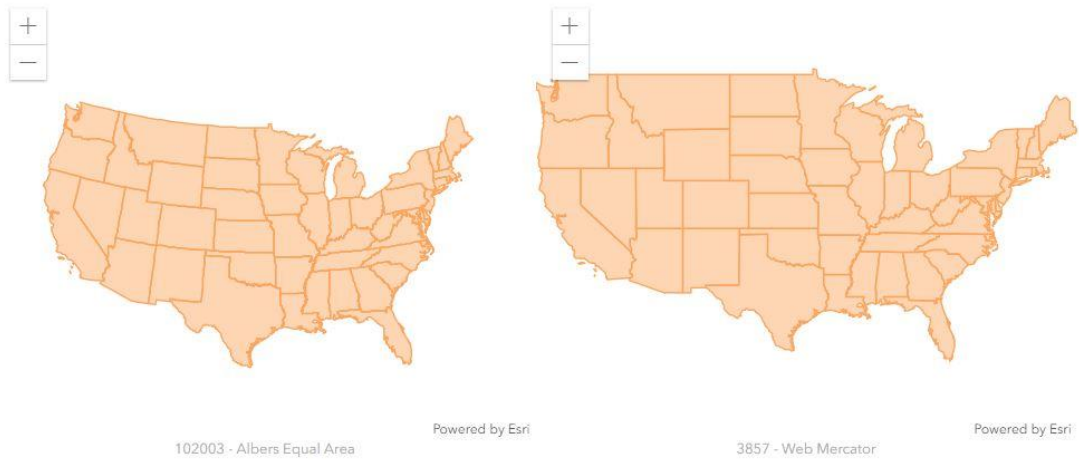 +
−
Powered by Esri
102003 - Albers Equal Area
+
−
Powered by Esri
3857 - Web Mercator